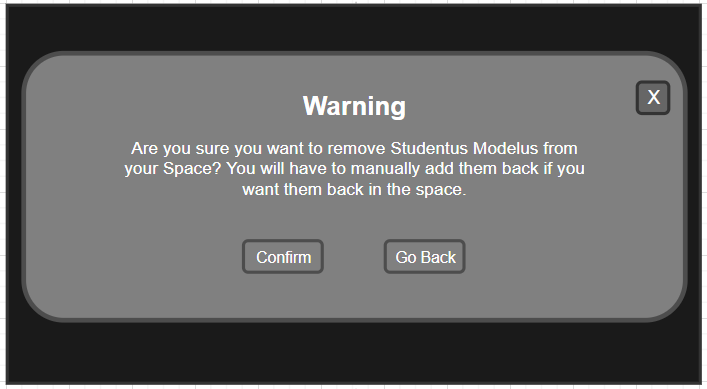 Warning
X
Are you sure you want to remove Studentus Modelus from
your Space? You will have to manually add them back if you
want them back in the space.
Confirm
Go Back